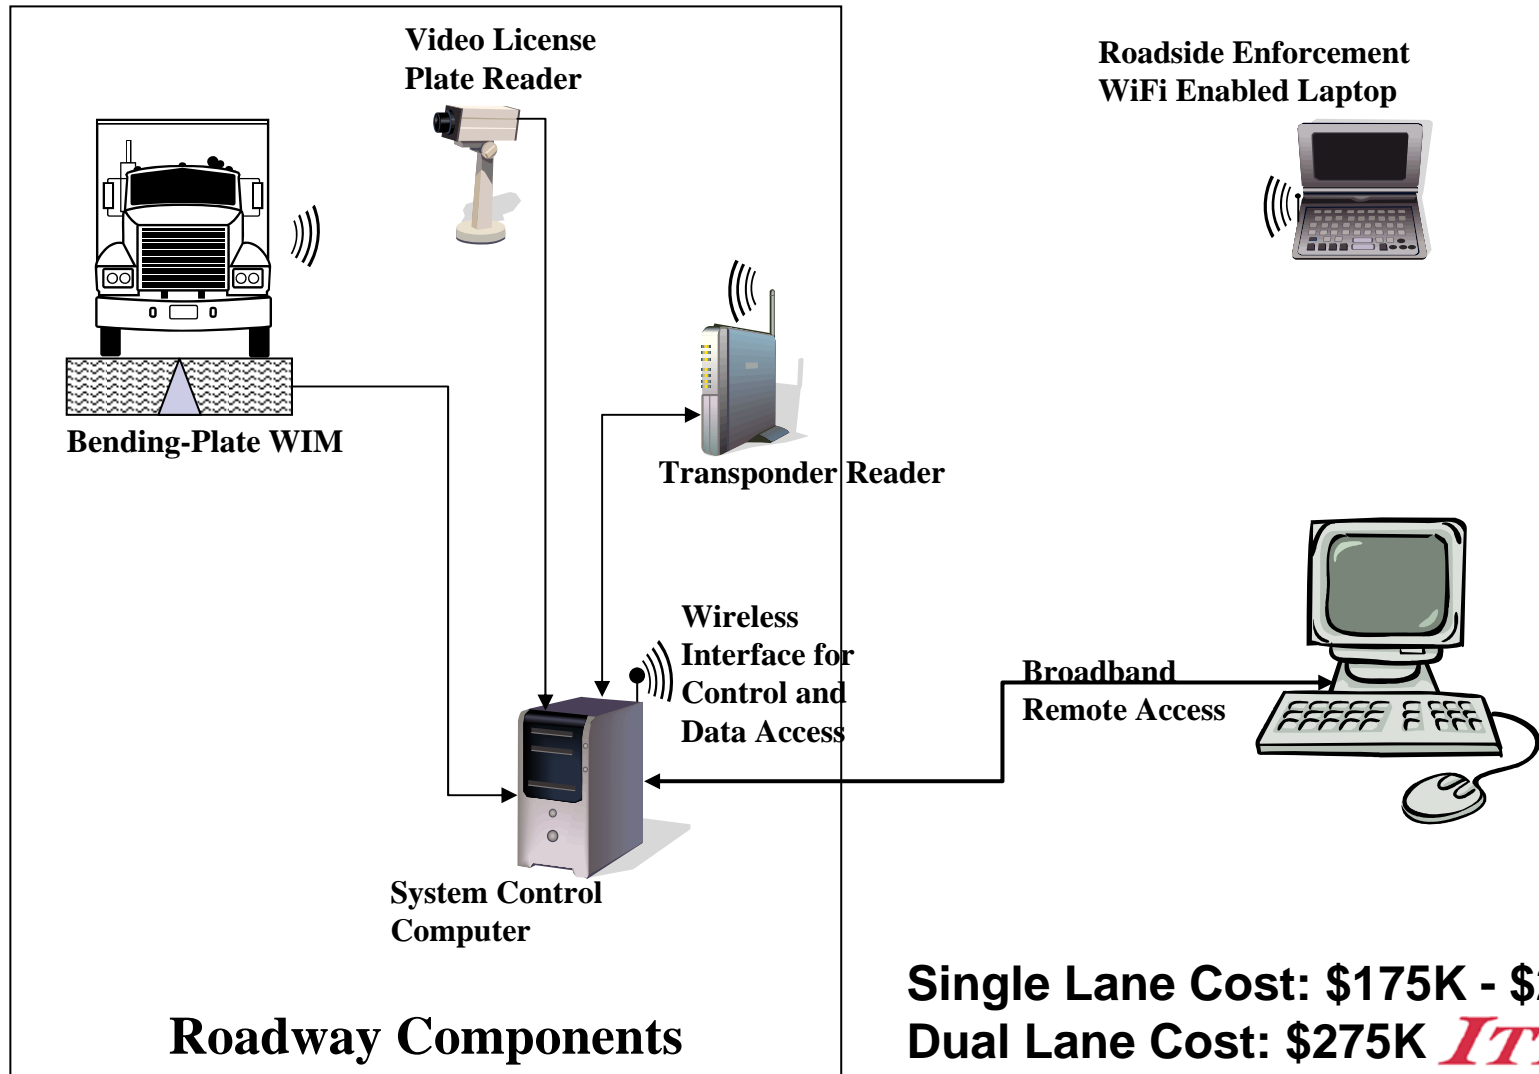 Video License
Plate Reader
Roadside Enforcement
WiFi Enabled Laptop
Bending-Plate WIM
Transponder Reader
Wireless
Interface for
Control and
Data Access
Broadband
Remote Access
System Control
Computer
Single Lane Cost: $175K -
Dual Lane Cost: $275K
Roadway Components